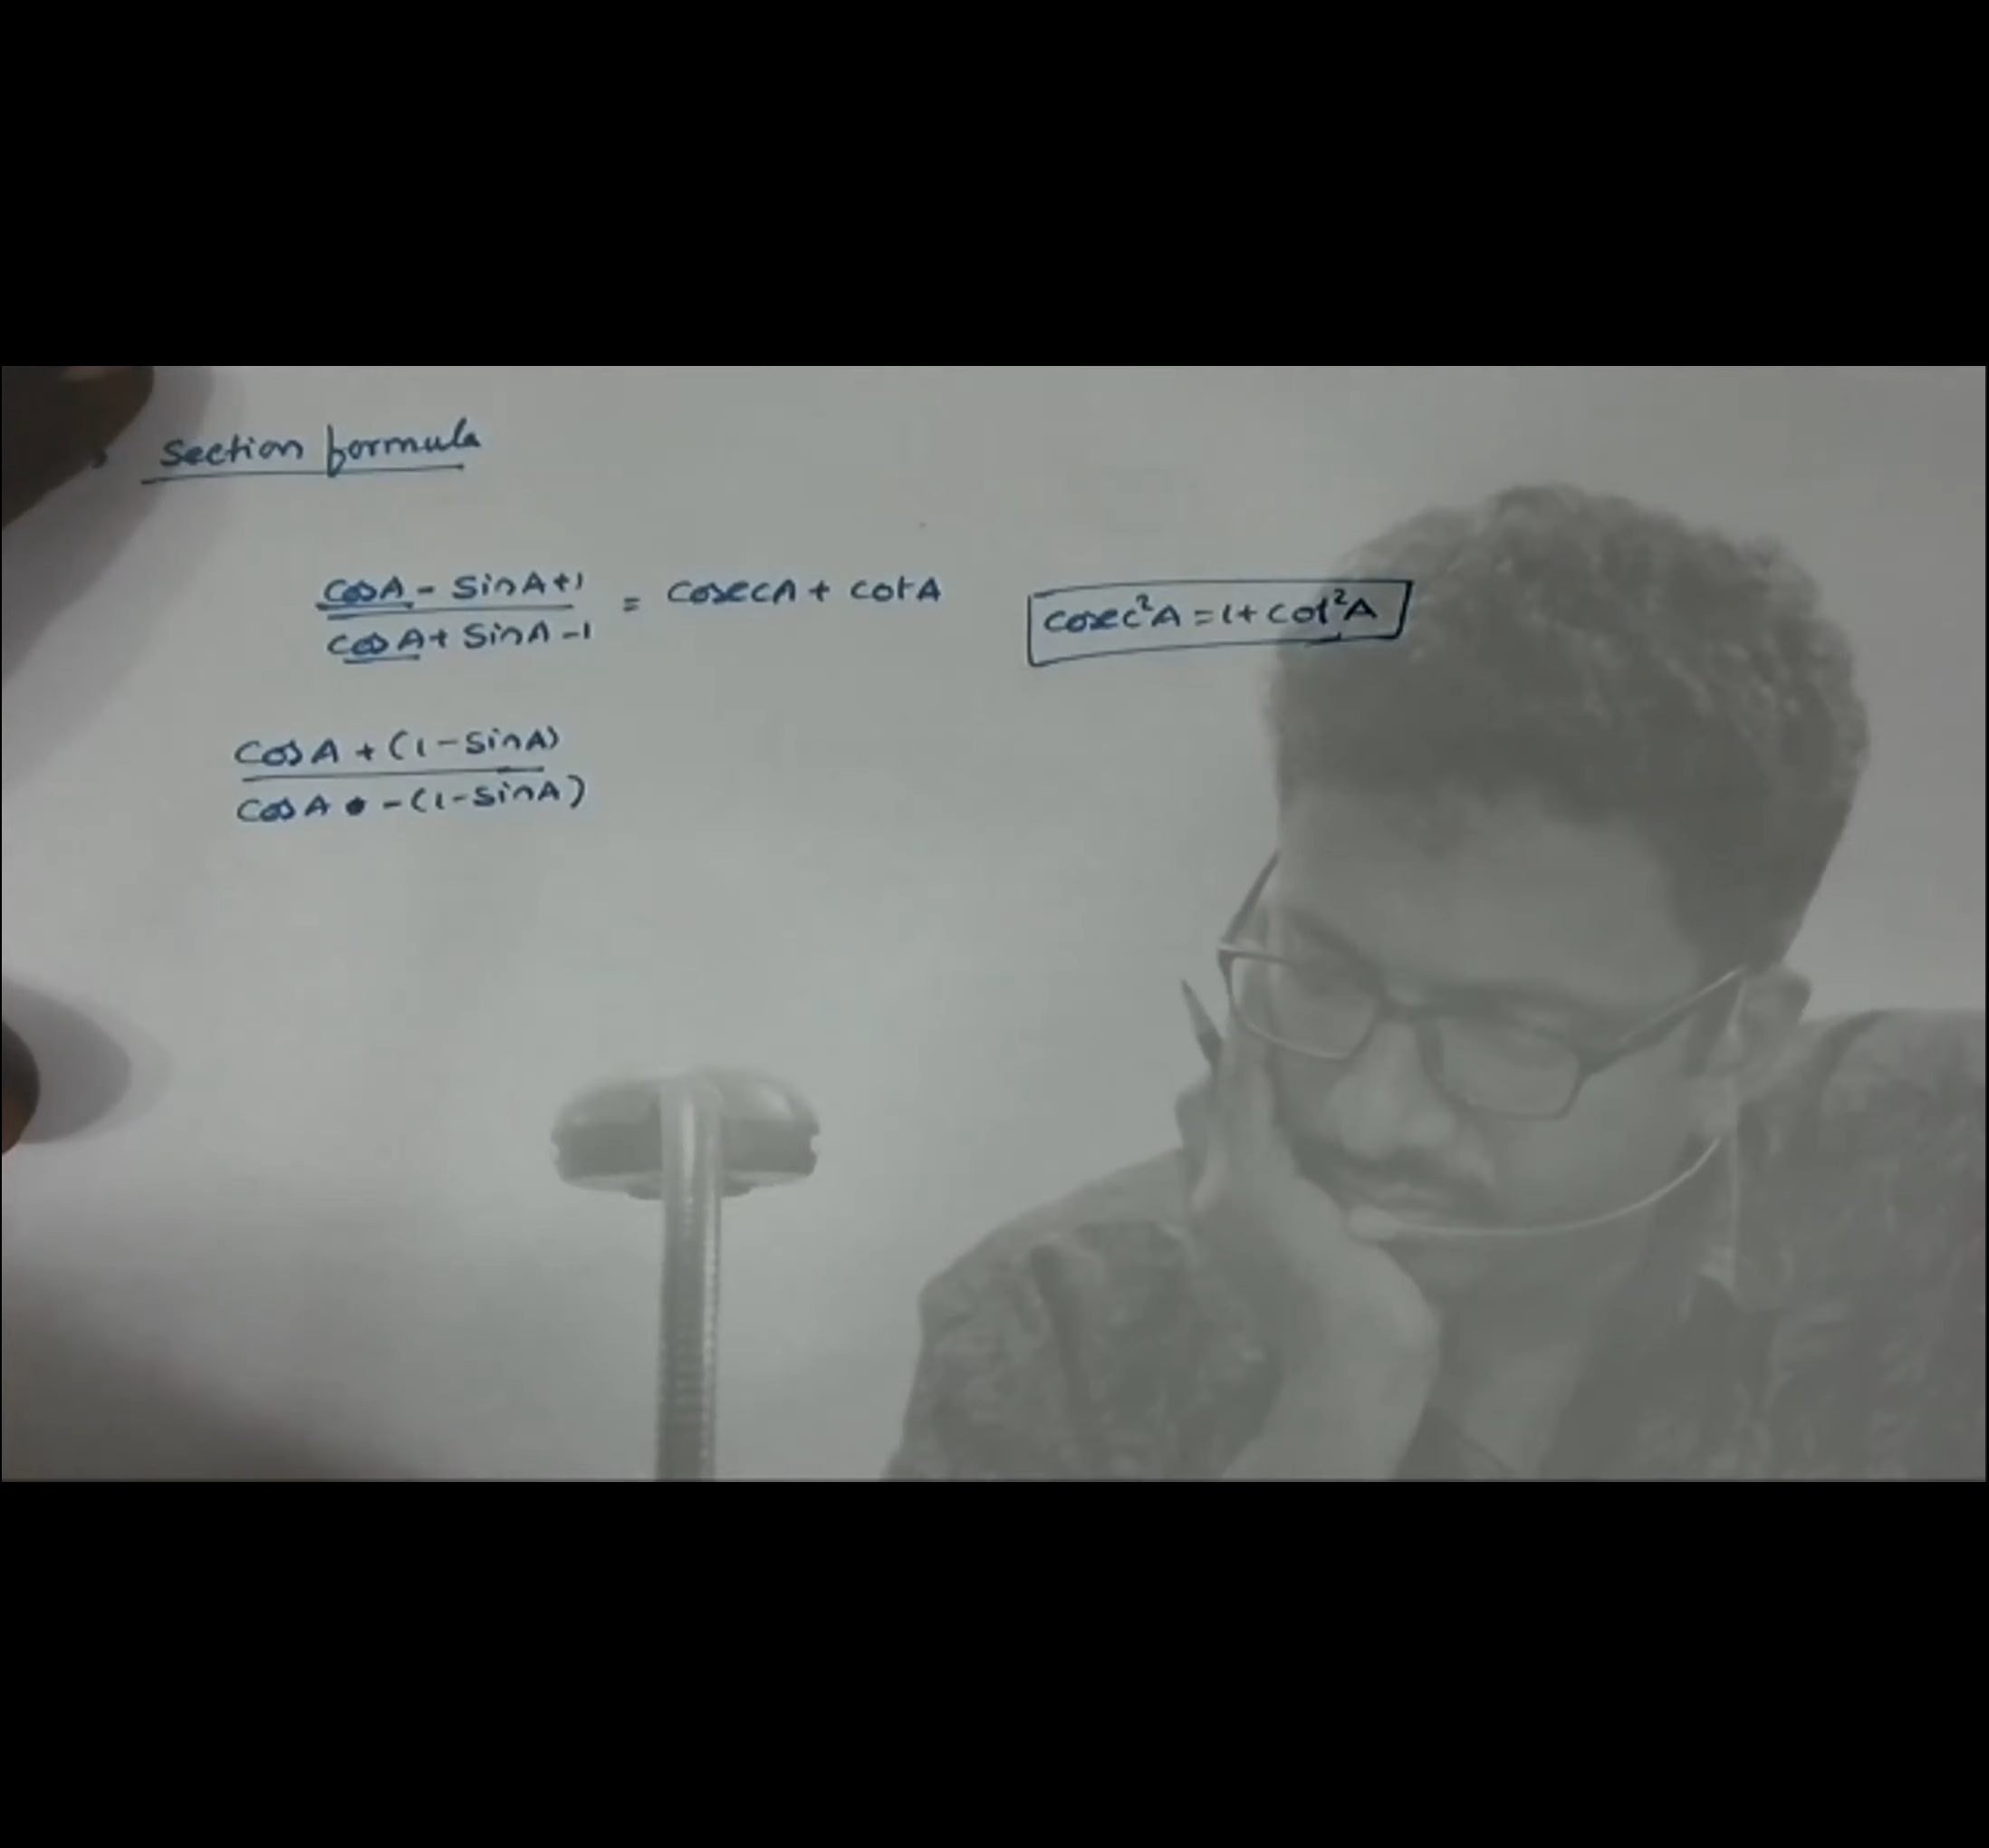 Section formula
cosA - sinA+1 / cosA + sinA -1 = cosecA + cotA
cosec²A = 1+ cot²A
cosA + (1-sinA) / cosA - (1-sinA)